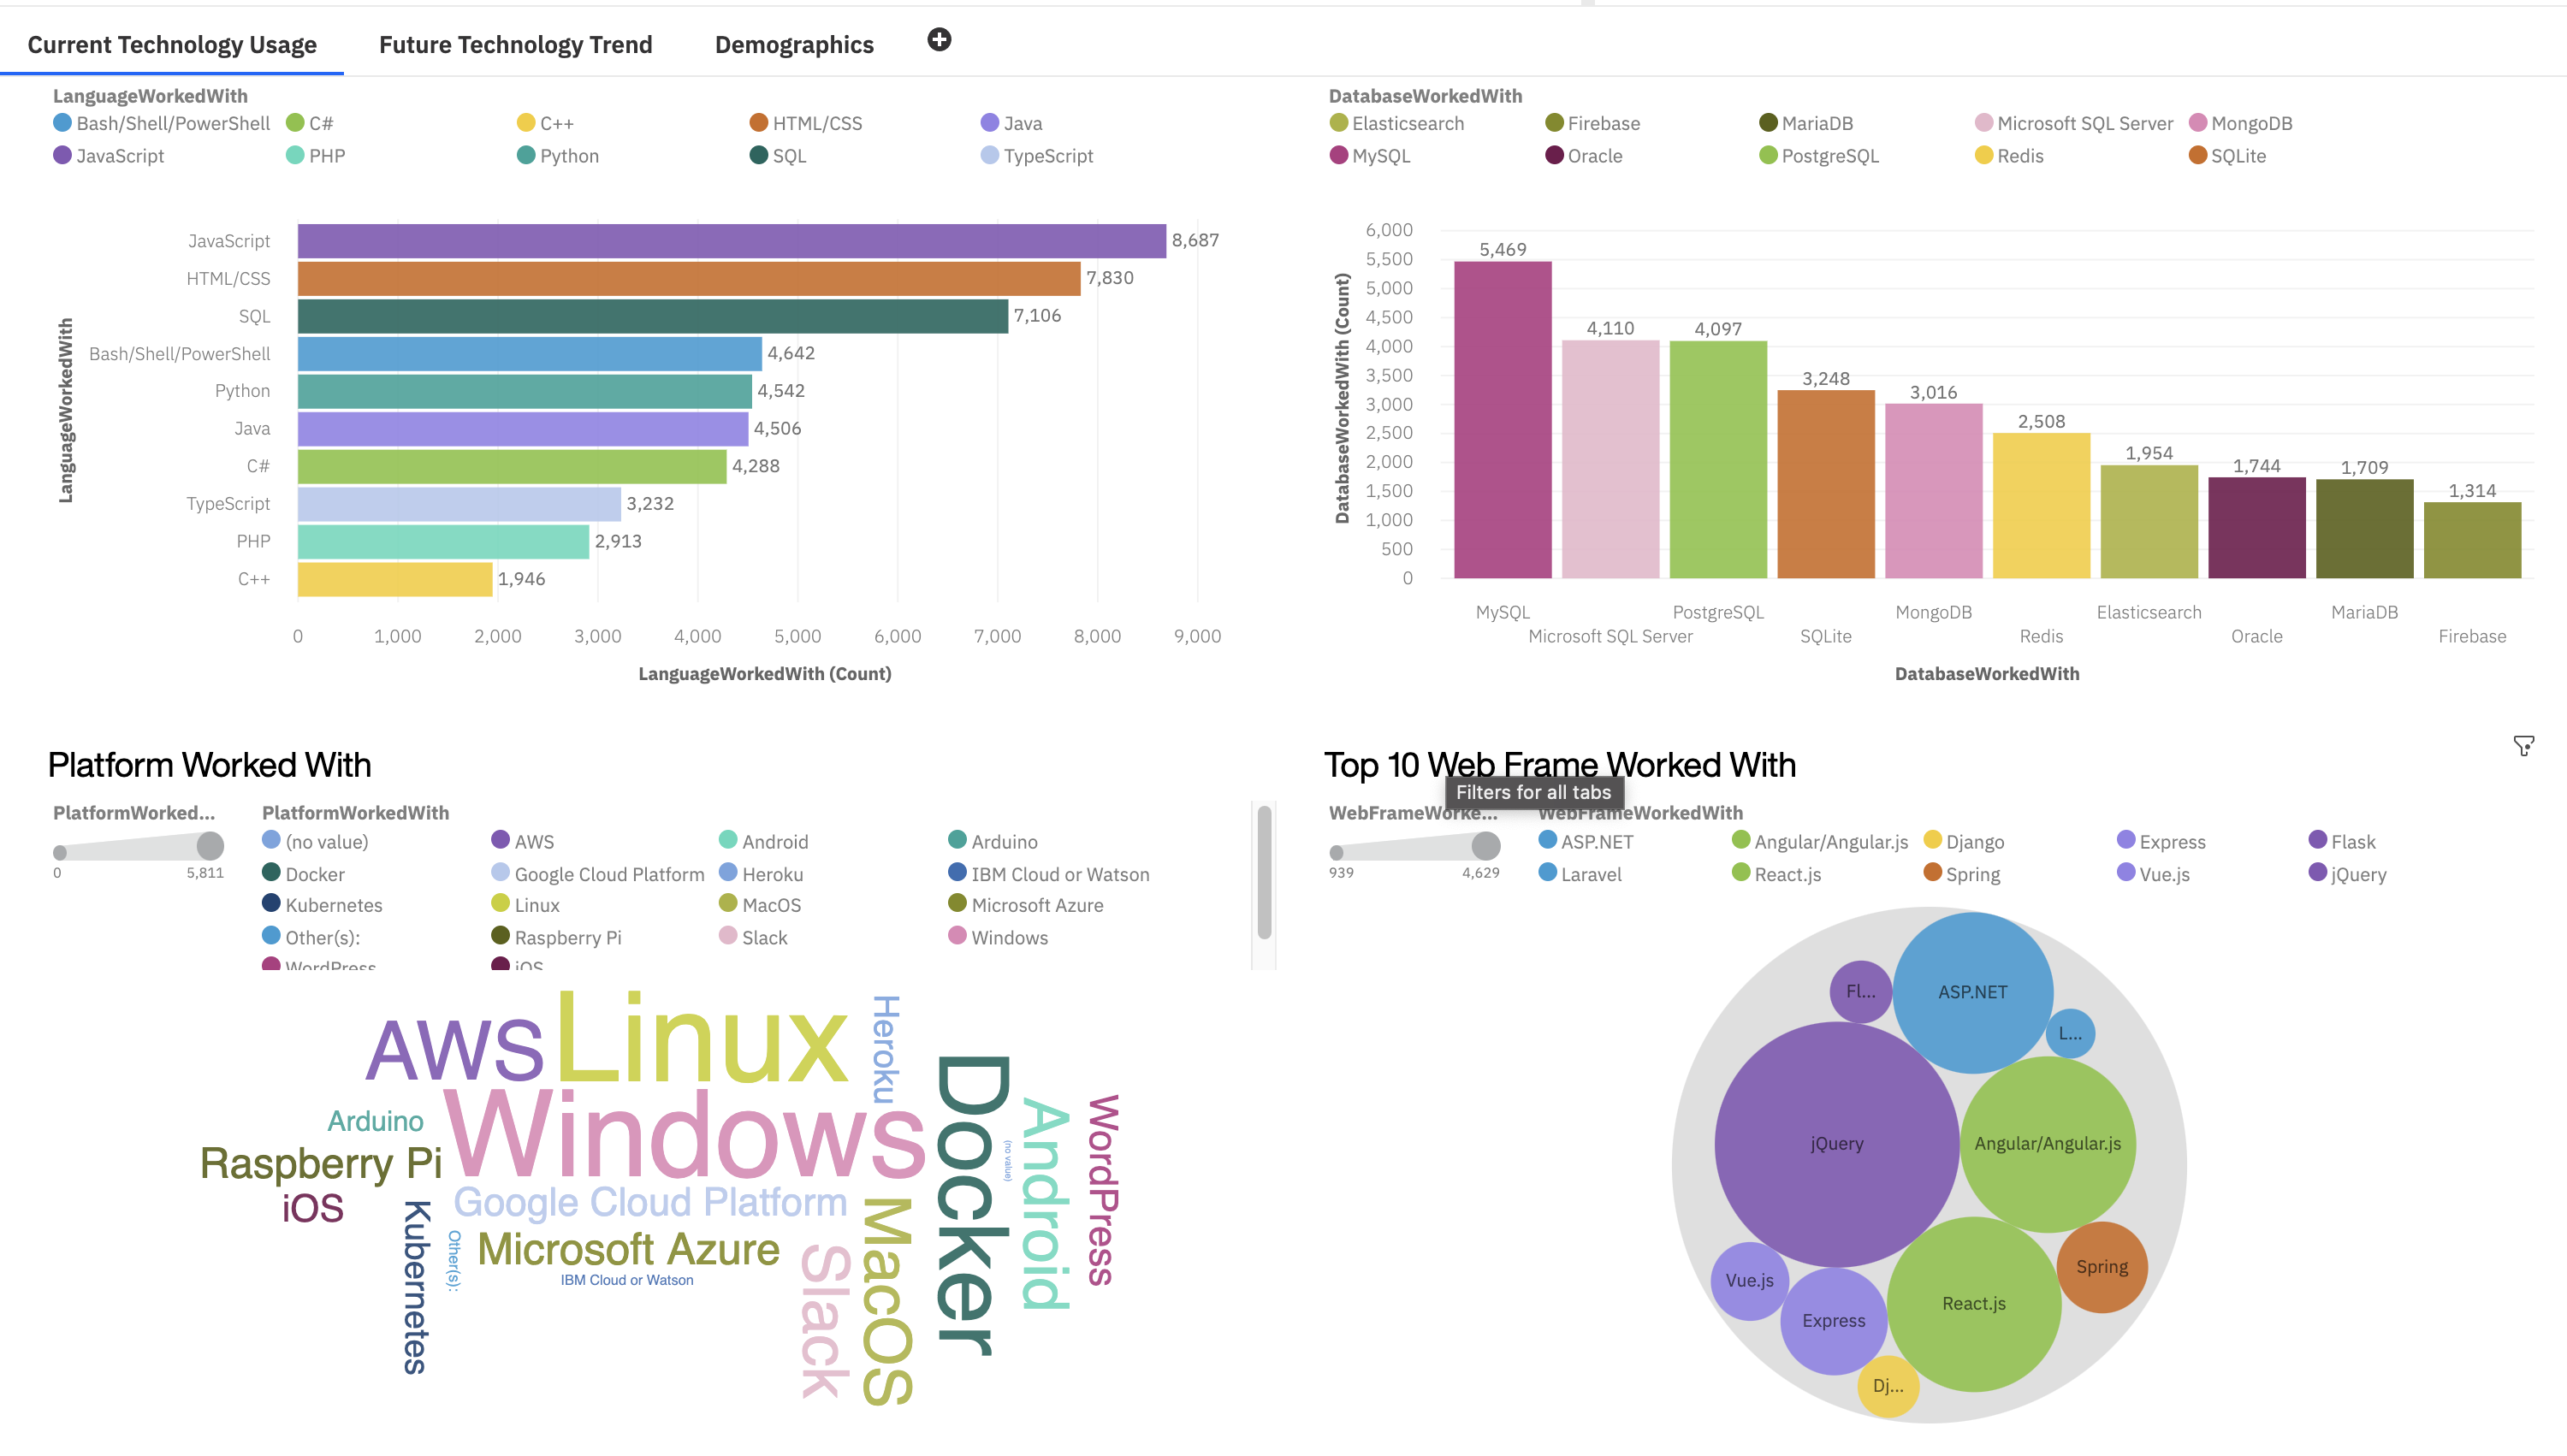 Current Technology Usage
Future Technology Trend
Demographics
LanguageWorkedWith
Bash/Shell/PowerShell
C#
C++
HTML/CSS
Java
JavaScript
PHP
Python
SQL
TypeScript
LanguageWorkedWith
JavaScript
8,687
HTML/CSS
7,830
SQL
7,106
Bash/Shell/PowerShell
4,642
Python
4,542
Java
4,506
C#
4,288
TypeScript
3,232
PHP
2,913
C++
1,946
0
1,000
2,000
3,000
4,000
5,000
6,000
7,000
8,000
9,000
LanguageWorkedWith (Count)
DatabaseWorkedWith
Elasticsearch
Firebase
MariaDB
Microsoft SQL Server
MongoDB
MySQL
Oracle
PostgreSQL
Redis
SQLite
DatabaseWorkedWith (Count)
6,000
5,500
5,000
4,500
4,000
3,500
3,000
2,500
2,000
1,500
1,000
500
0
5,469
4,110
4,097
3,248
3,016
2,508
1,954
1,744
1,709
1,314
MySQL
Microsoft SQL Server
PostgreSQL
SQLite
MongoDB
Redis
Elasticsearch
Oracle
MariaDB
Firebase
DatabaseWorkedWith
Platform Worked With
PlatformWorked...
0
5,811
PlatformWorkedWith
(no value)
AWS
Android
Arduino
Docker
Google Cloud Platform
Heroku
IBM Cloud or Watson
Kubernetes
Linux
MacOS
Microsoft Azure
Other(s):
Raspberry Pi
Slack
Windows
WordPress
iOS
AWS
Linux
Heroku
Docker
Windows
Arduino
Raspberry Pi
iOS
(no value)
Android
WordPress
Google Cloud Platform
Kubernetes
Other(s):
Microsoft Azure
IBM Cloud or Watson
Slack
MacOS
Top 10 Web Frame Worked With
Filters for all tabs
WebFrameWorke...
939
4,629
WebFrameWorkedWith
ASP.NET
Angular/Angular.js
Django
Express
Flask
Laravel
React.js
Spring
Vue.js
jQuery
Fl...
ASP.NET
L...
jQuery
Angular/Angular.js
Vue.js
Express
React.js
Spring
Dj...